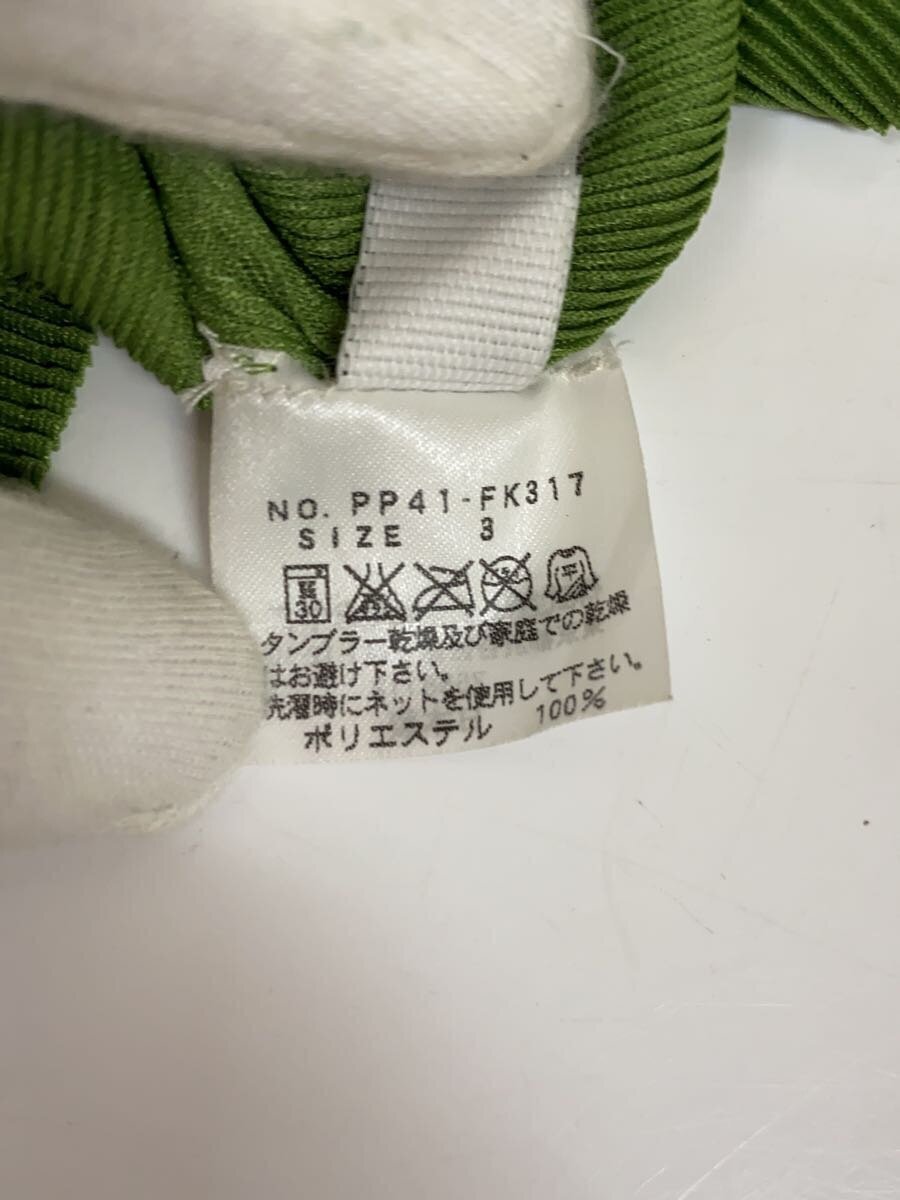 NO. PP41-FK317
SIZE 3
30
タンブラー乾燥及び家庭での乾燥
はお避け下さい。
洗濯時にネットを使用して下さい。
ポリエステル 100%